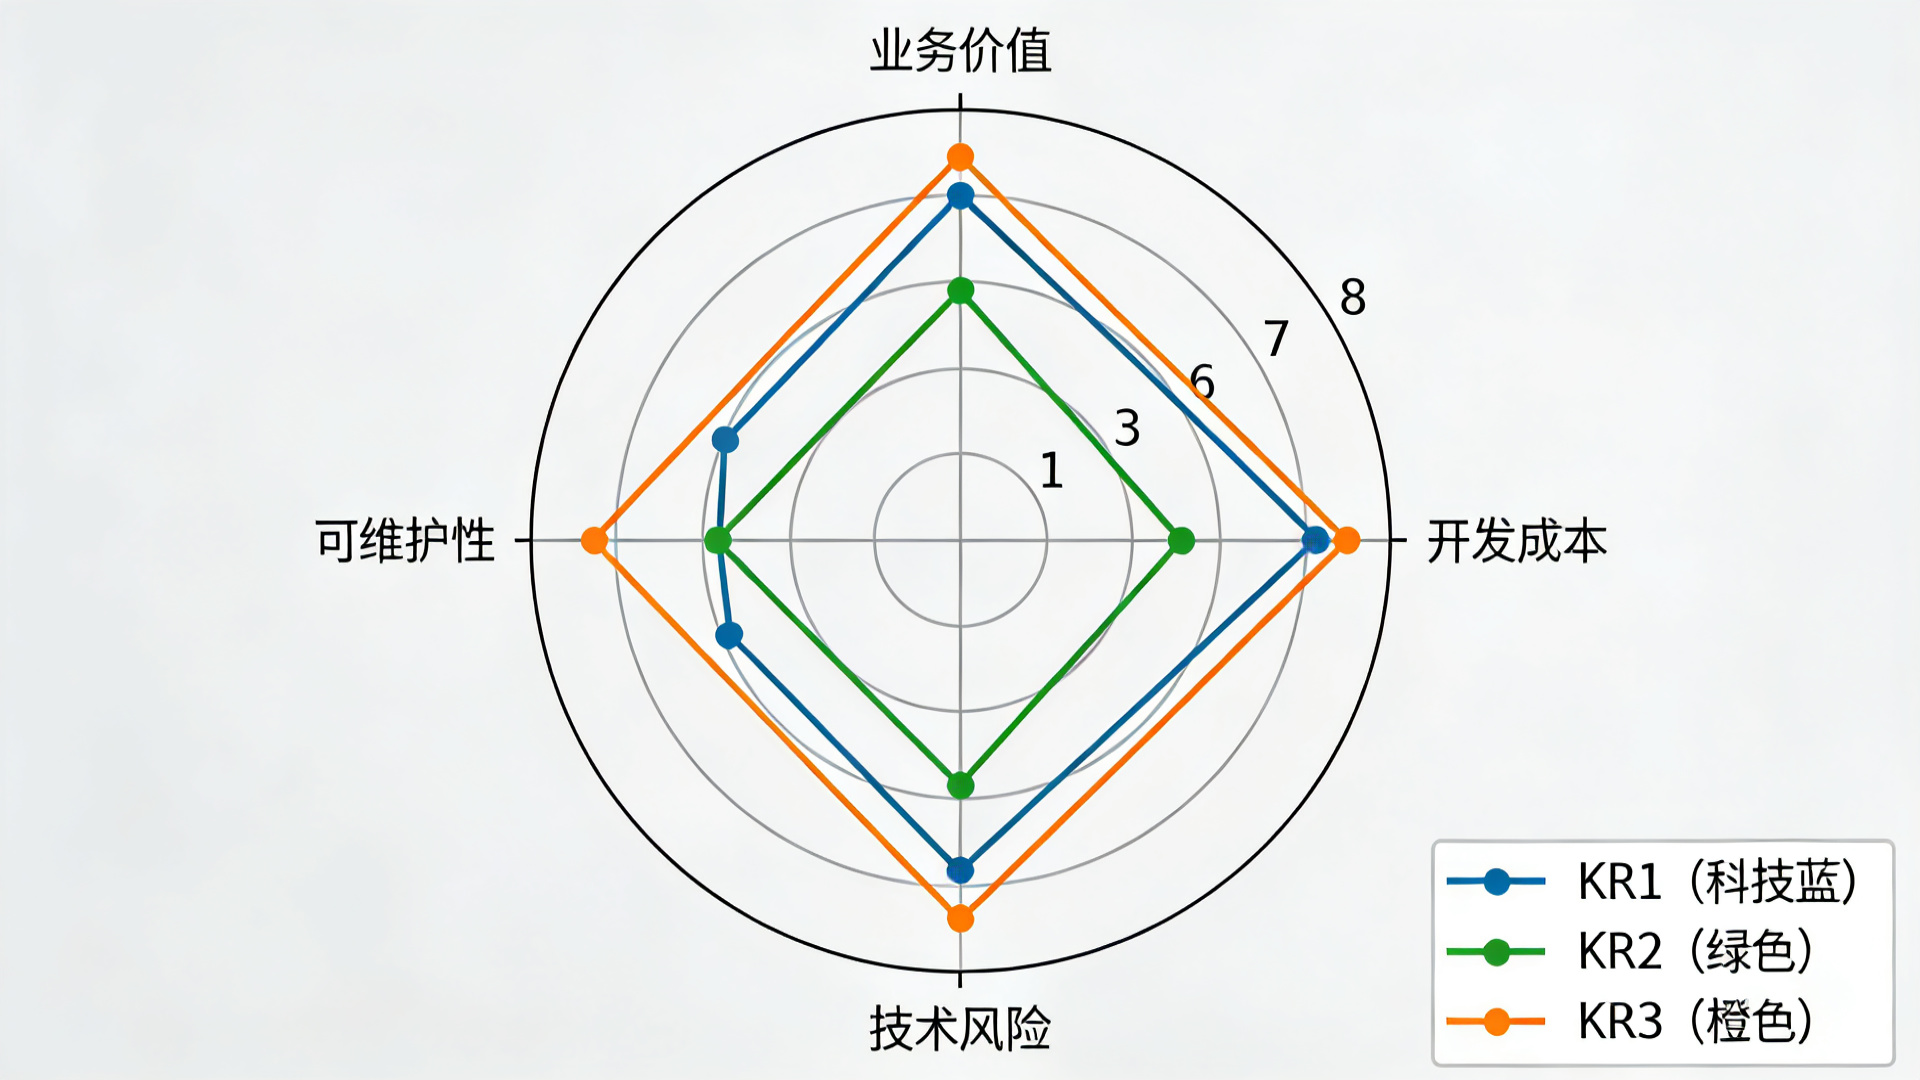 业务价值
8
7
6
3
1
可维护性
开发成本
技术风险
KR1（科技蓝）
KR2（绿色）
KR3（橙色）